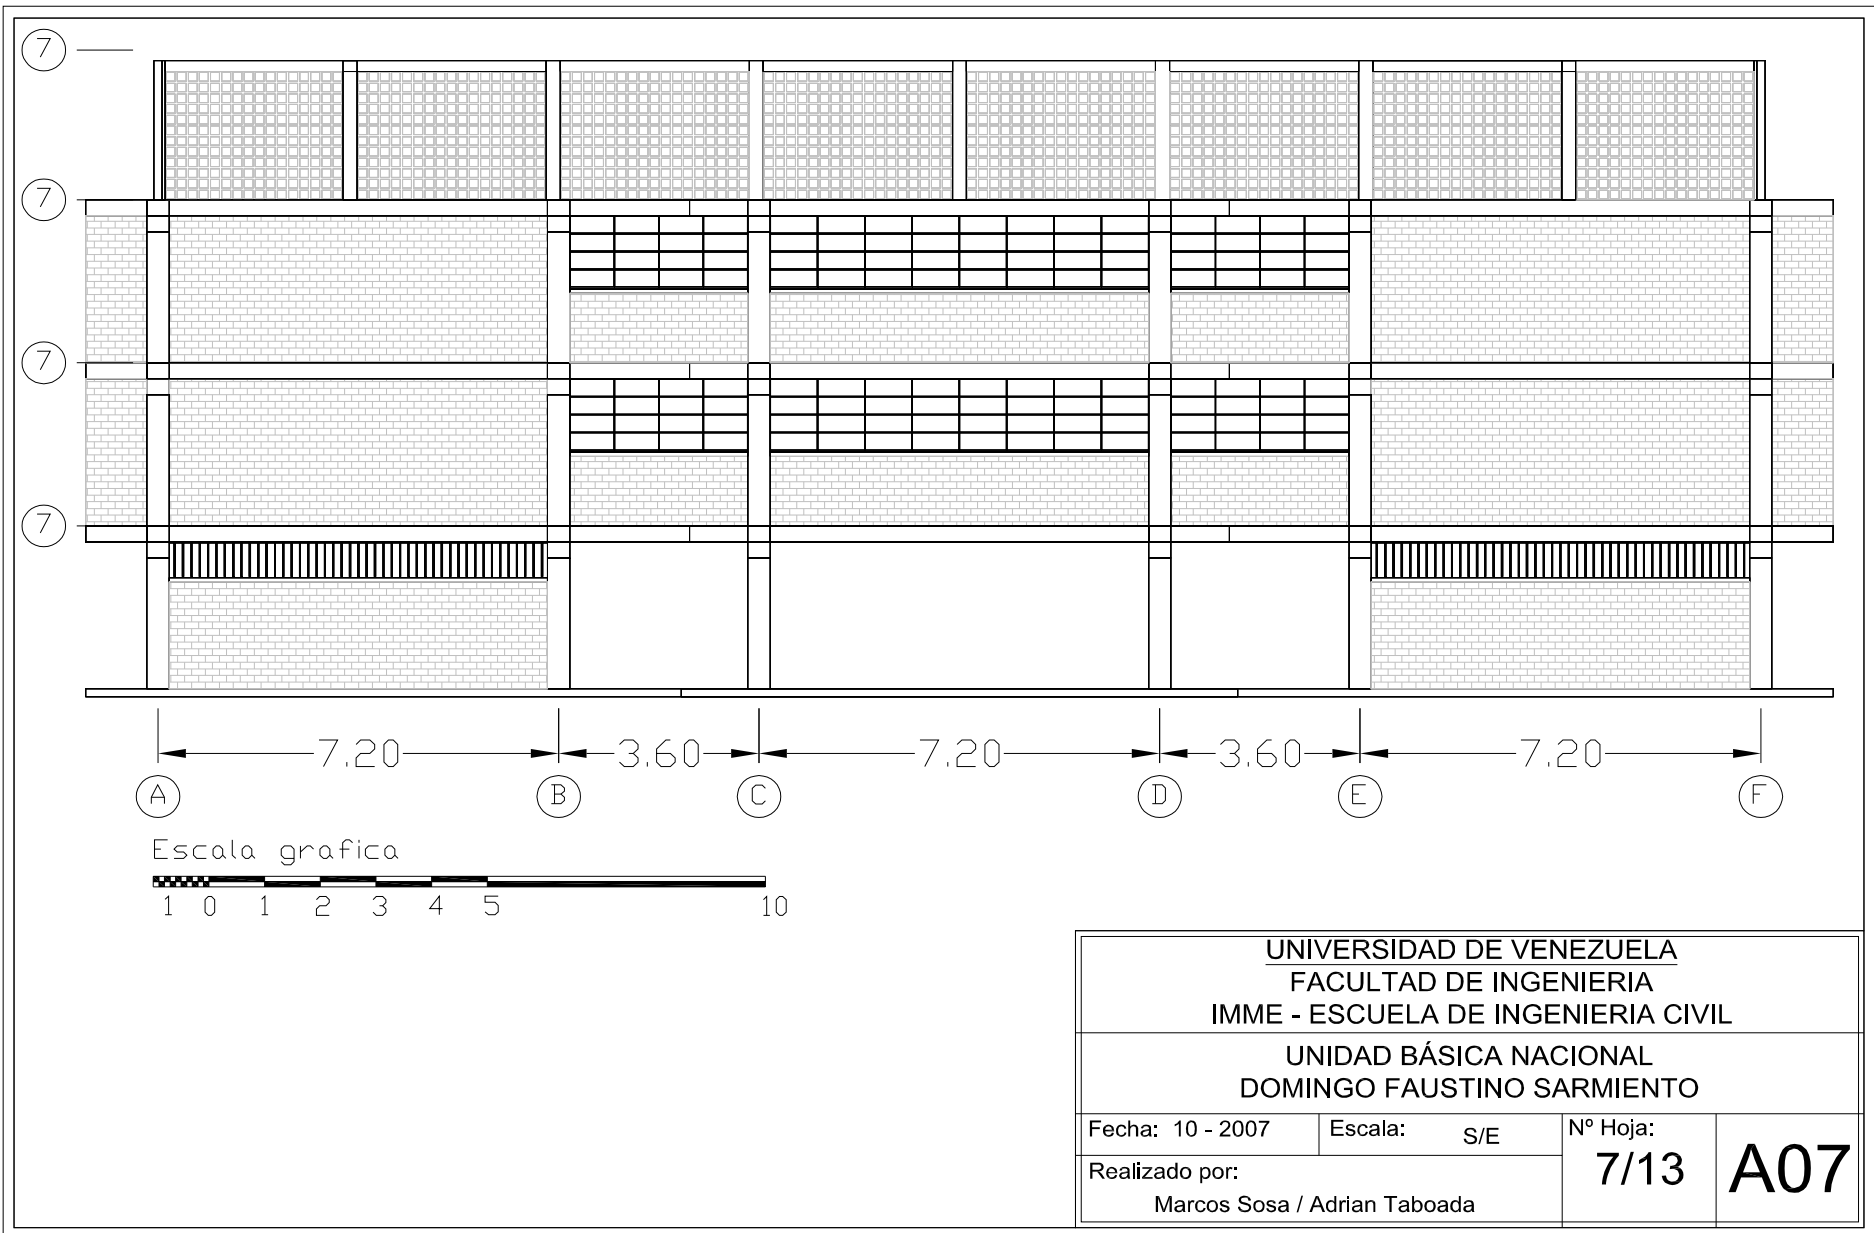 7
7
7
7
7.20 3.60 7.20 3.60 7.20
A B C D E F
Escala grafica
1 0 1 2 3 4 5 10
UNIVERSIDAD DE VENEZUELA
FACULTAD DE INGENIERIA
IMME - ESCUELA DE INGENIERIA CIVIL
UNIDAD BÁSICA NACIONAL
DOMINGO FAUSTINO SARMIENTO
Fecha: 10 - 2007 Escala: S/E Nº Hoja:
7/13 A07
Realizado por:
Marcos Sosa / Adrian Taboada